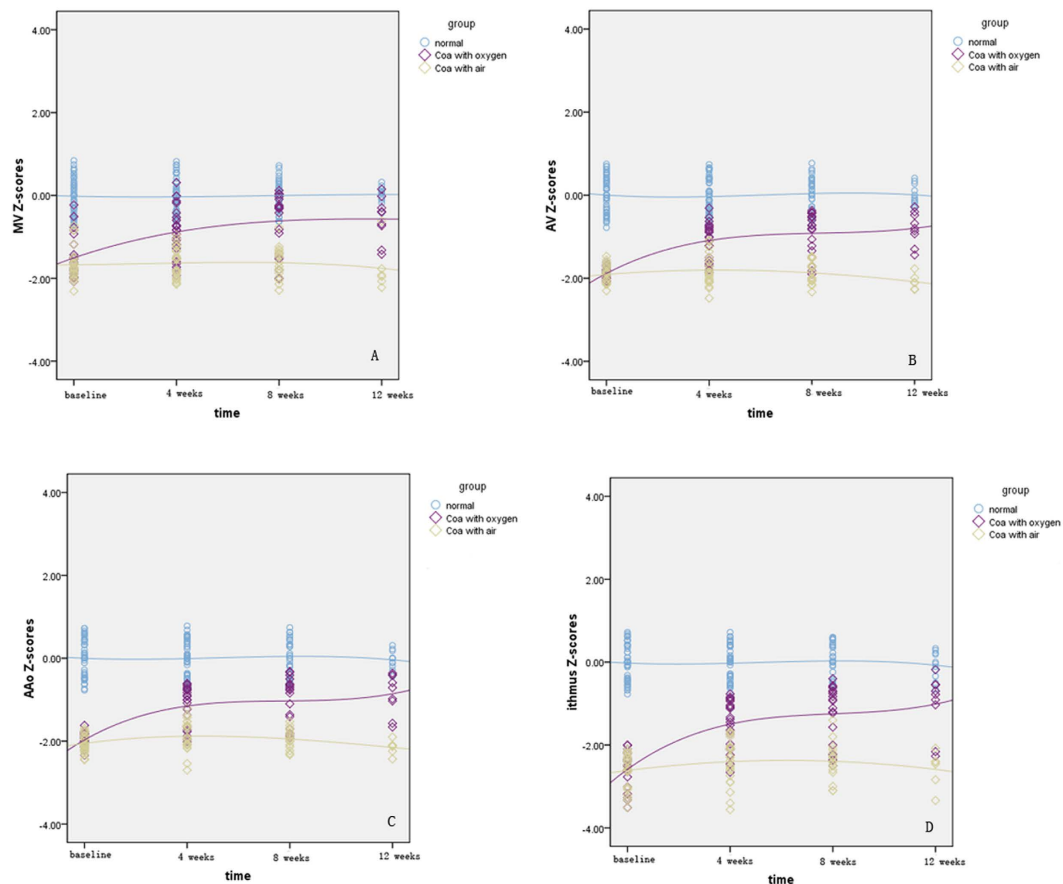 group
normal
Coa with oxygen
Coa with air
4.00
2.00
0.00
-2.00
-4.00
MV Z-scores
A
baseline
4 weeks
8 weeks
12 weeks
time
group
normal
Coa with oxygen
Coa with air
4.00
2.00
0.00
-2.00
-4.00
AV Z-scores
B
baseline
4 weeks
8 weeks
12 weeks
time
group
normal
Coa with oxygen
Coa with air
4.00
2.00
0.00
-2.00
-4.00
AAo Z-scores
C
baseline
4 weeks
8 weeks
12 weeks
time
group
normal
Coa with oxygen
Coa with air
4.00
2.00
0.00
-2.00
-4.00
ithmus Z-scores
D
baseline
4 weeks
8 weeks
12 weeks
time